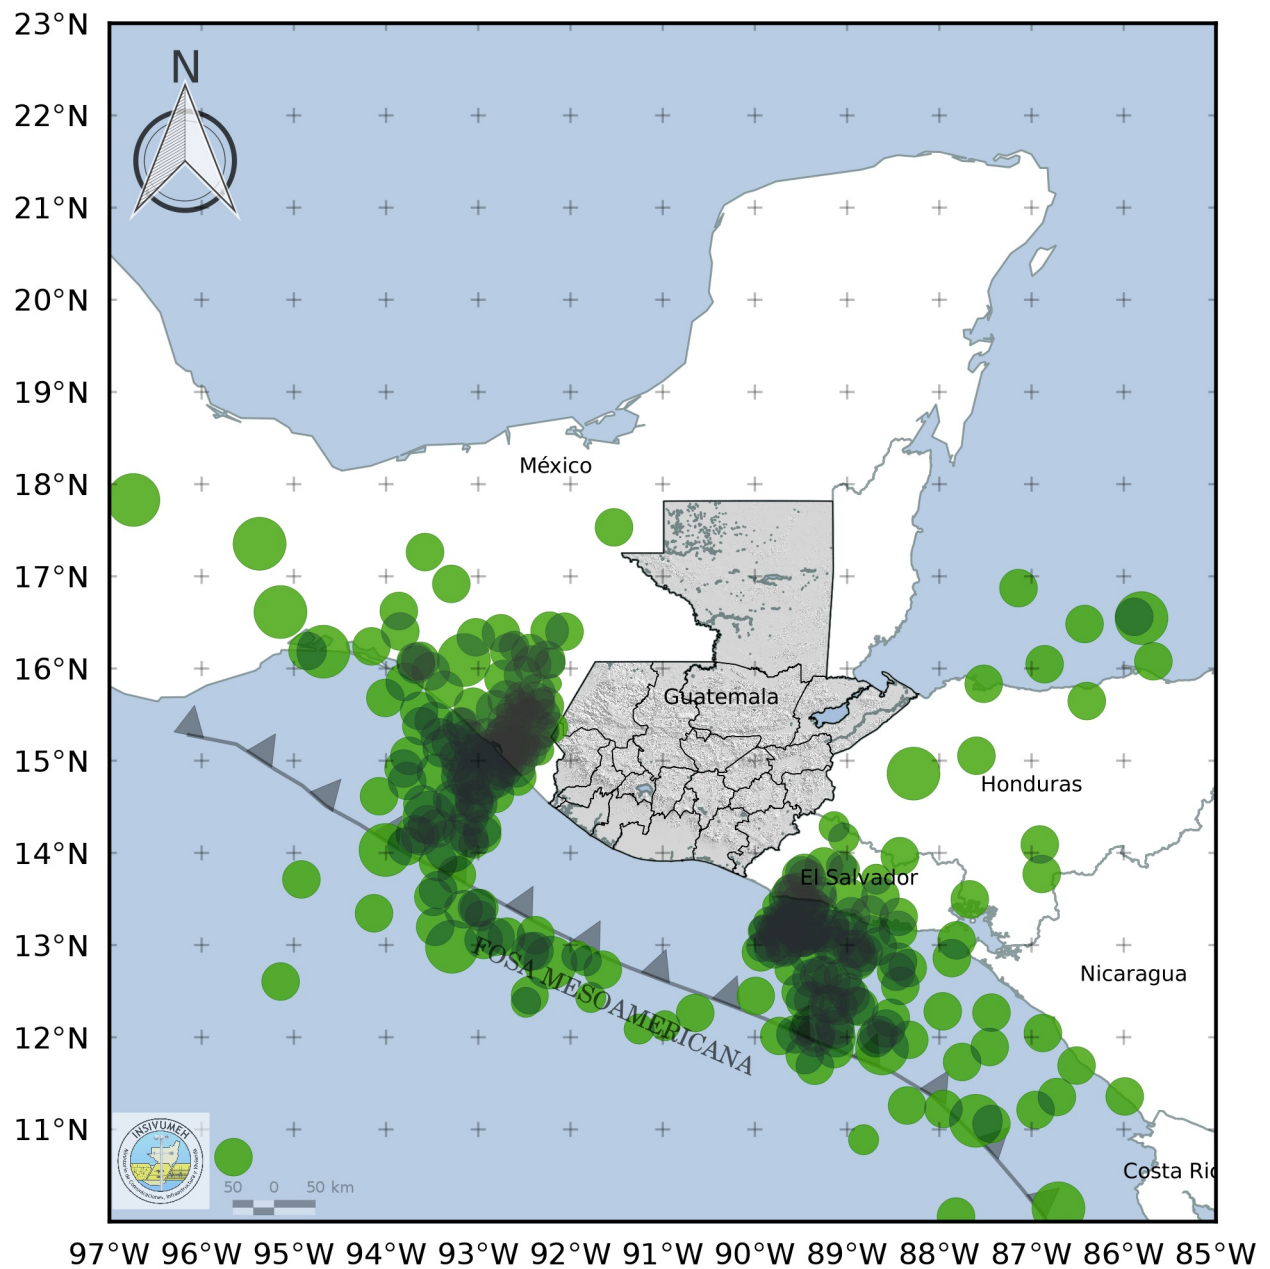 N
23°N
22°N
21°N
20°N
19°N
18°N
17°N
16°N
15°N
14°N
13°N
12°N
11°N
México
Guatemala
Honduras
El Salvador
Nicaragua
Costa Ric
FOSA MESOAMERICANA
INSIVUMEH
50 0 50 km
97°W 96°W 95°W 94°W 93°W 92°W 91°W 90°W 89°W 88°W 87°W 86°W 85°W